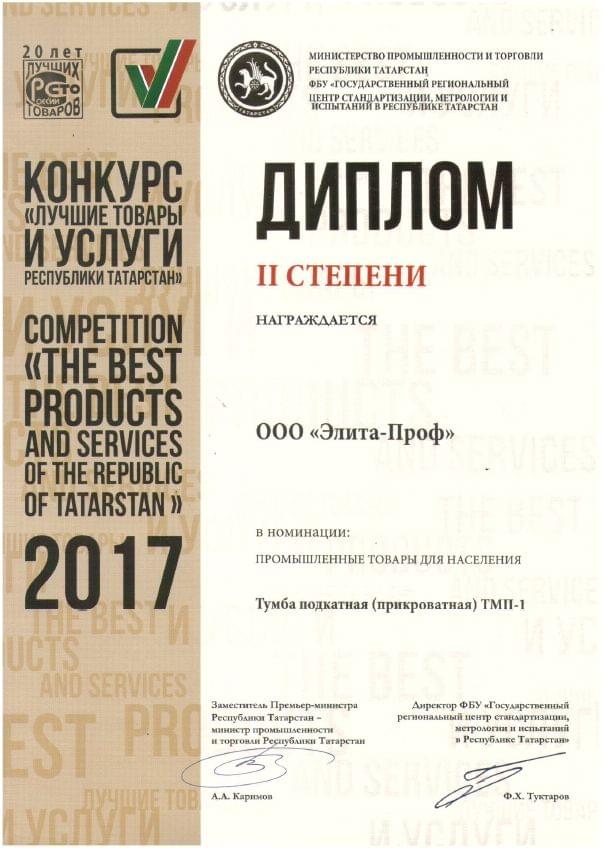 20 лет
ЛУЧШИХ
РОССИИ СТО
ТОВАРОВ
КОНКУРС
«ЛУЧШИЕ ТОВАРЫ
И УСЛУГИ
РЕСПУБЛИКИ ТАТАРСТАН»
COMPETITION
«THE BEST
PRODUCTS
AND SERVICES
OF THE REPUBLIC
OF TATARSTAN »
2017
ТАТАРСТАН
МИНИСТЕРСТВО ПРОМЫШЛЕННОСТИ И ТОРГОВЛИ
РЕСПУБЛИКИ ТАТАРСТАН
ФБУ «ГОСУДАРСТВЕННЫЙ РЕГИОНАЛЬНЫЙ
ЦЕНТР СТАНДАРТИЗАЦИИ, МЕТРОЛОГИИ И
ИСПЫТАНИЙ В РЕСПУБЛИКЕ ТАТАРСТАН
ДИПЛОМ
II СТЕПЕНИ
НАГРАЖДАЕТСЯ
ООО «Элита-Проф»
в номинации:
ПРОМЫШЛЕННЫЕ ТОВАРЫ ДЛЯ НАСЕЛЕНИЯ
Тумба подкатная (прикроватная) ТМП-1
Заместитель Премьер-министра
Республики Татарстан –
министр промышленности
и торговли Республики Татарстан
А.А. Каримов
Директор ФБУ «Государственный
региональный центр стандартизации,
метрологии и испытаний
в Республике Татарстан»
Ф.Х. Туктаров